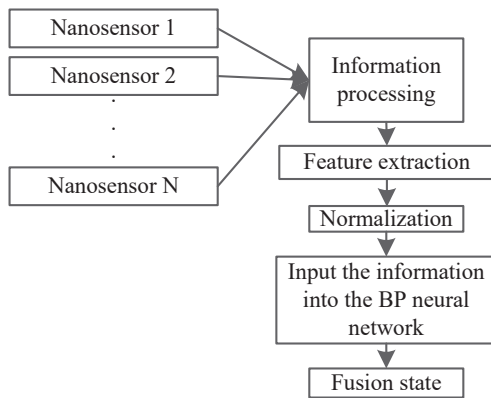 Nanosensor 1
Nanosensor 2
.
.
.
Nanosensor N
Information
processing
Feature extraction
Normalization
Input the information
into the BP neural
network
Fusion state